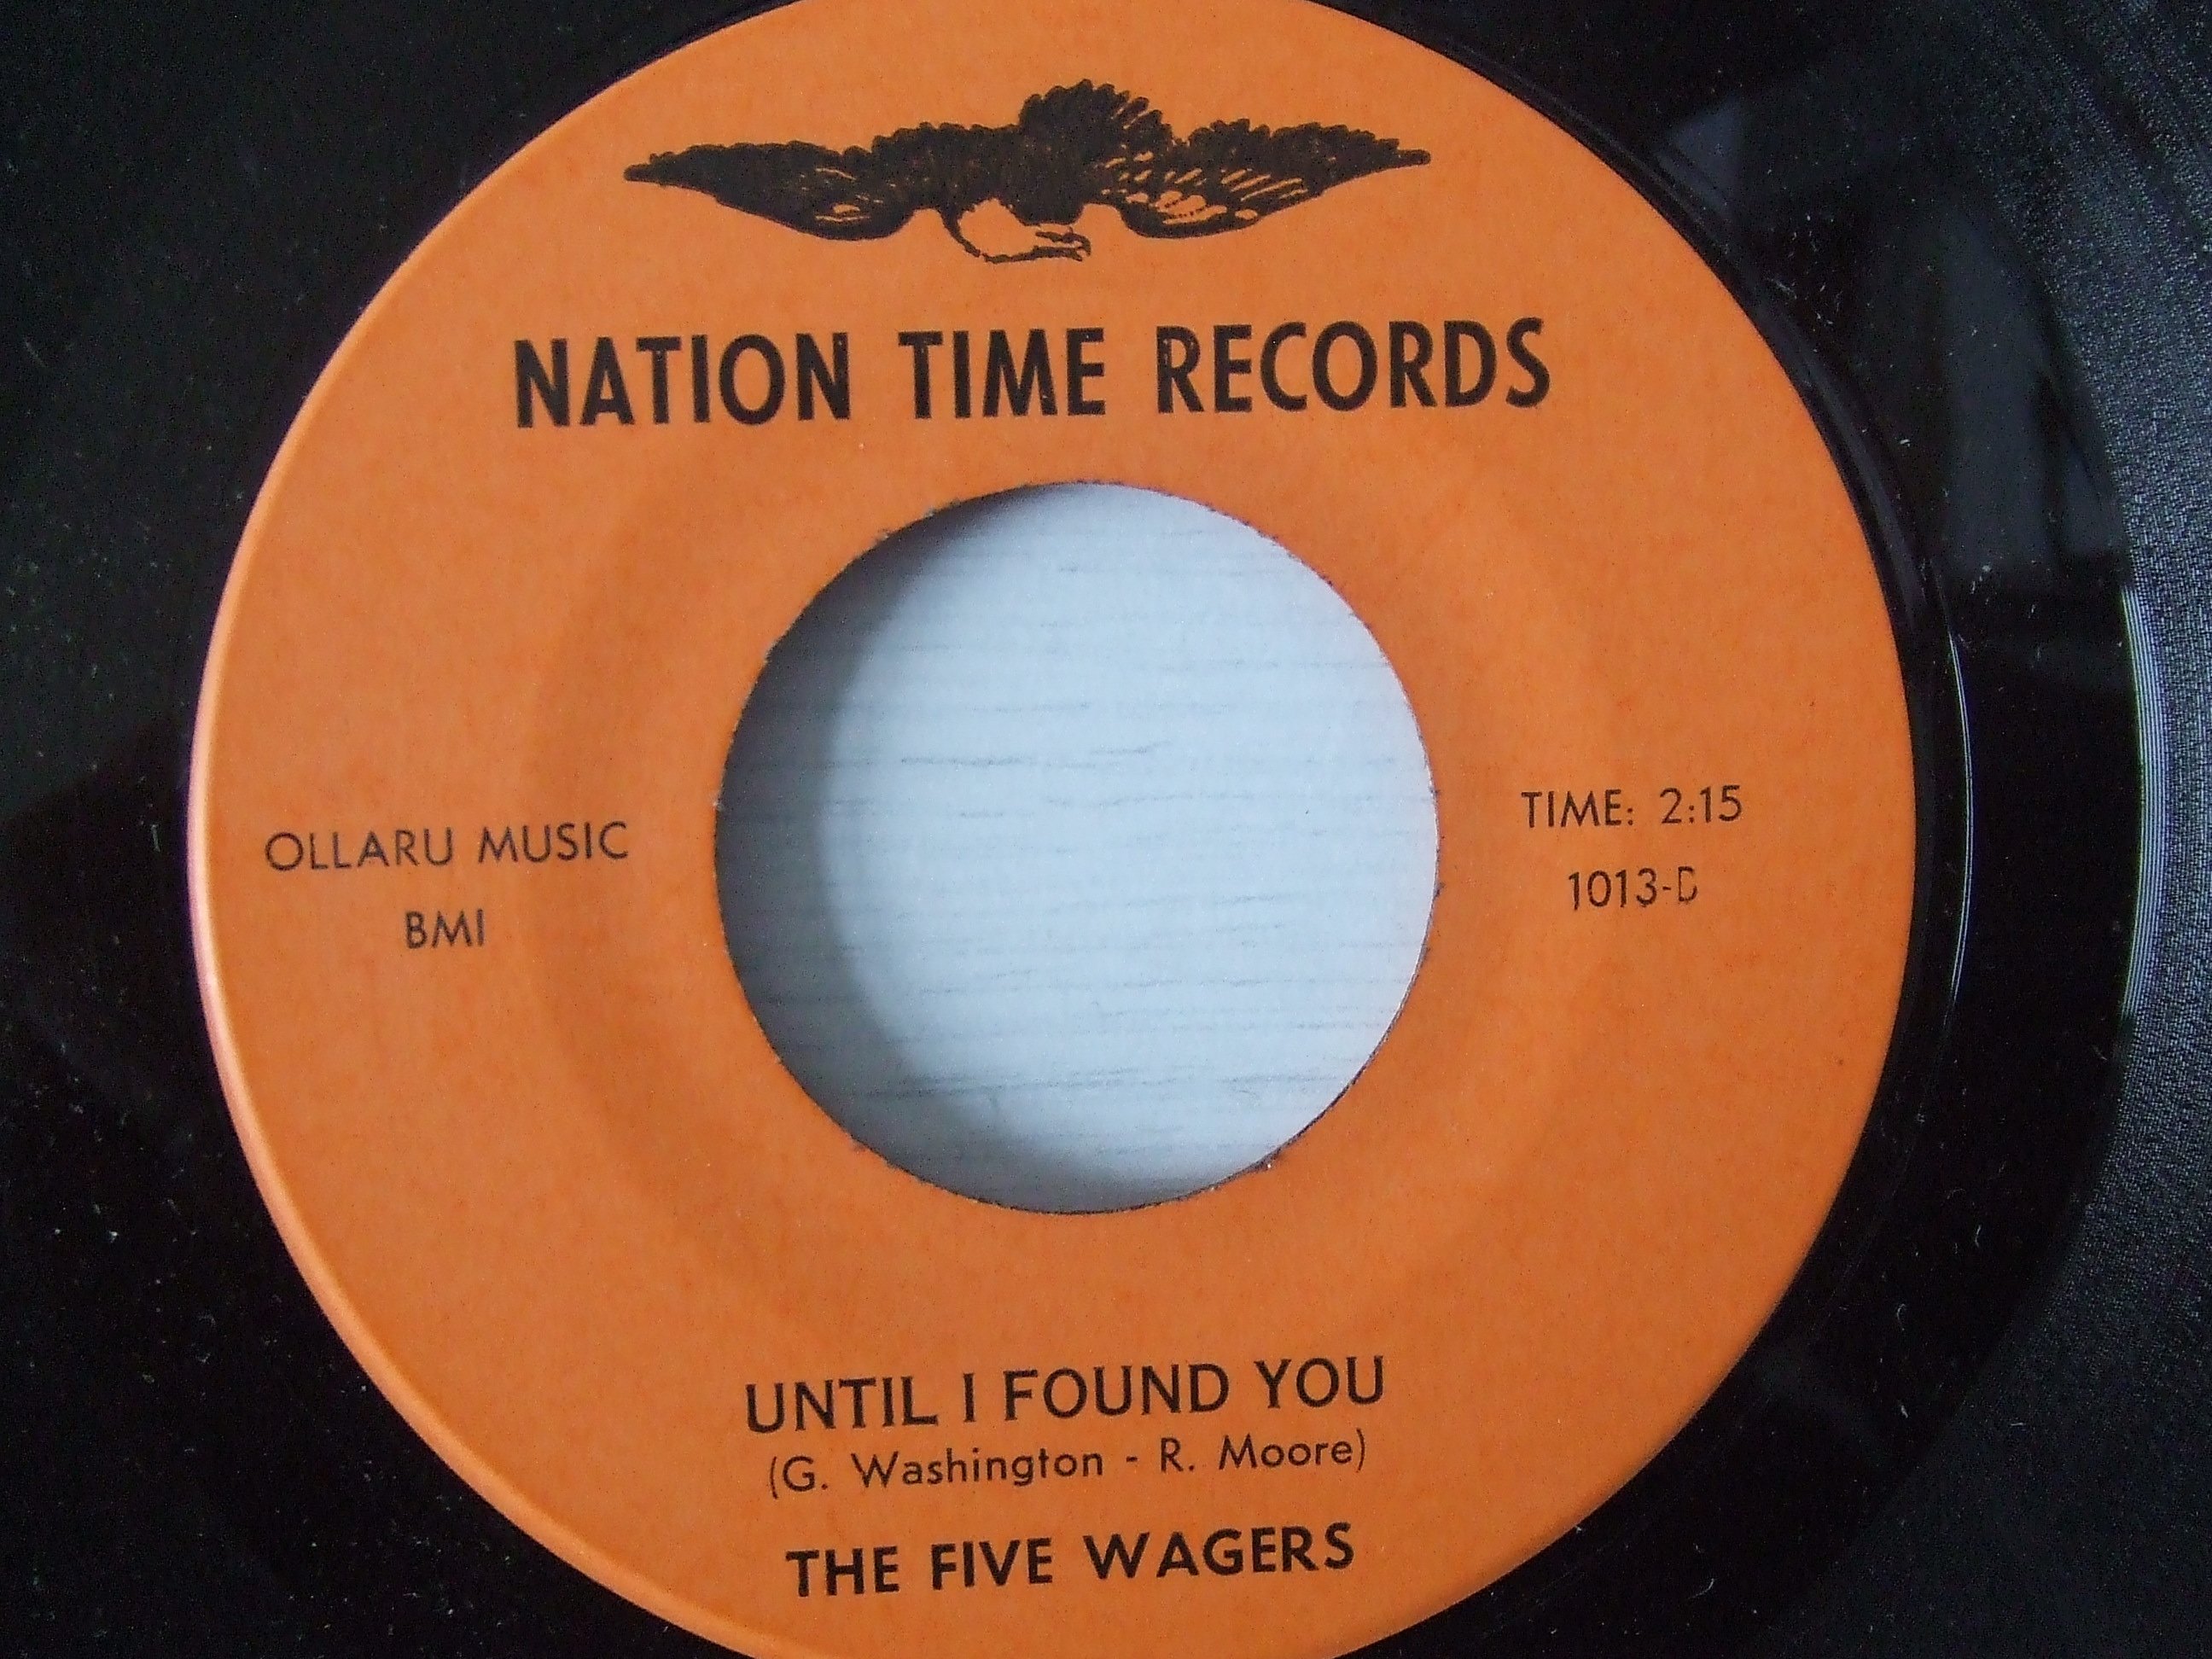 NATION TIME RECORDS
OLLARU MUSIC
BMI
TIME: 2:15
1013-B
UNTIL I FOUND YOU
(G. Washington - R. Moore)
THE FIVE WAGERS